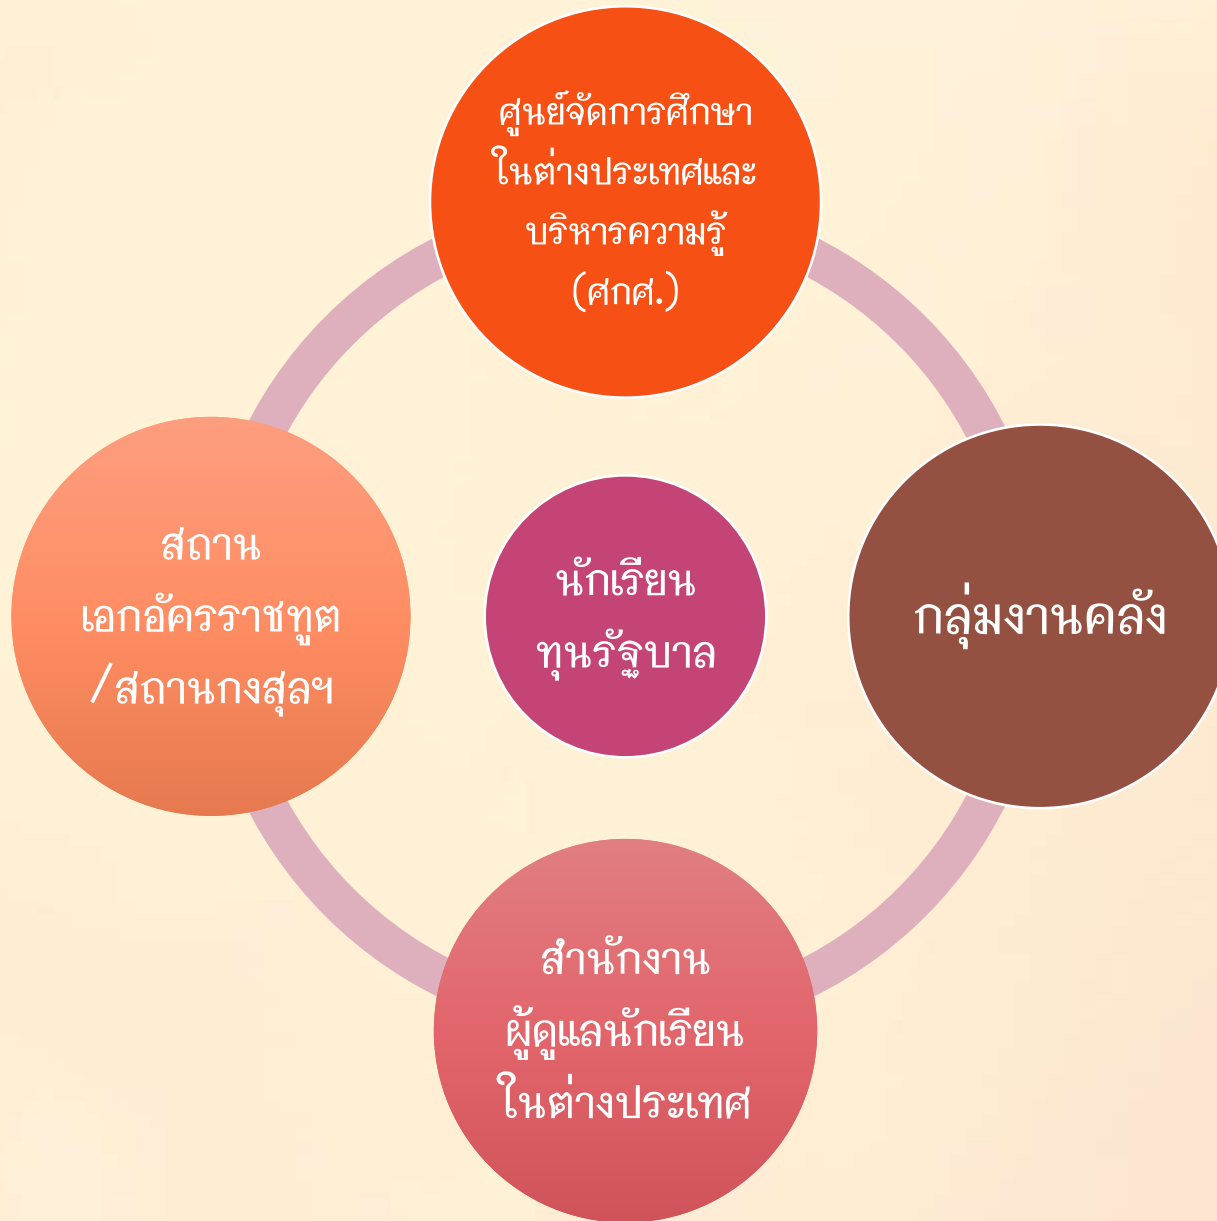 ศูนย์จัดการศึกษา
ในต่างประเทศและ
บริหารความรู้
(ศกศ.)
สถาน
เอกอัครราชทูต
/สถานกงสุลฯ
นักเรียน
ทุนรัฐบาล
กลุ่มงานคลัง
สำนักงาน
ผู้ดูแลนักเรียน
ในต่างประเทศ